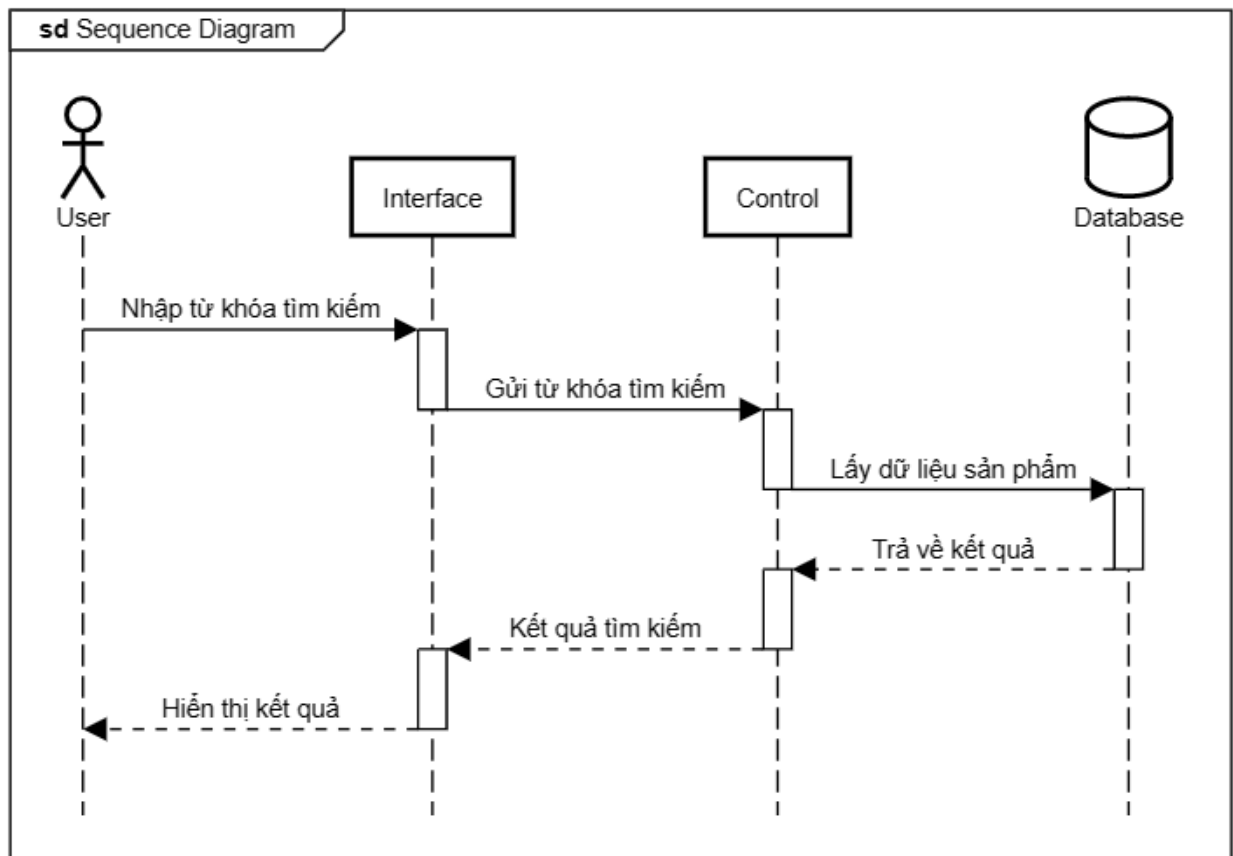 sd Sequence Diagram
User
Interface
Control
Database
Nhập từ khóa tìm kiếm
Gửi từ khóa tìm kiếm
Lấy dữ liệu sản phẩm
Trả về kết quả
Kết quả tìm kiếm
Hiển thị kết quả